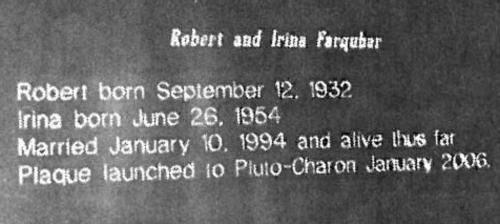 Robert and Irina Farquhar
Robert born September 12, 1932
Irina born June 26, 1954
Married January 10, 1994 and alive thus far
Plaque launched to Pluto-Charon January 2006.